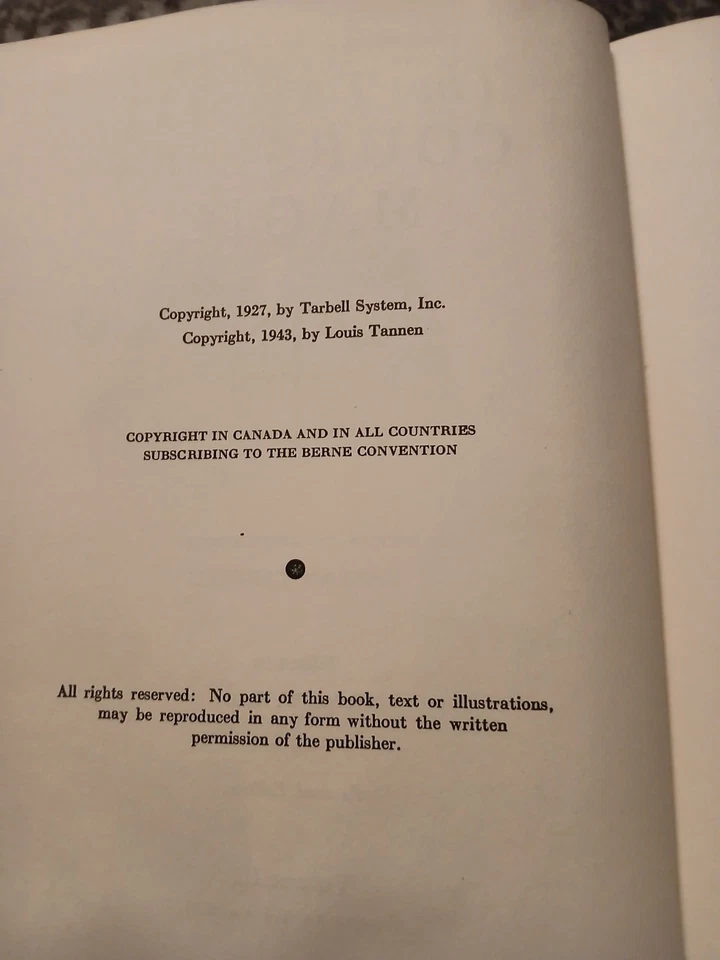 Copyright, 1927, by Tarbell System, Inc.
Copyright, 1943, by Louis Tannen
COPYRIGHT IN CANADA AND IN ALL COUNTRIES
SUBSCRIBING TO THE BERNE CONVENTION
All rights reserved: No part of this book, text or illustrations,
may be reproduced in any form without the written
permission of the publisher.